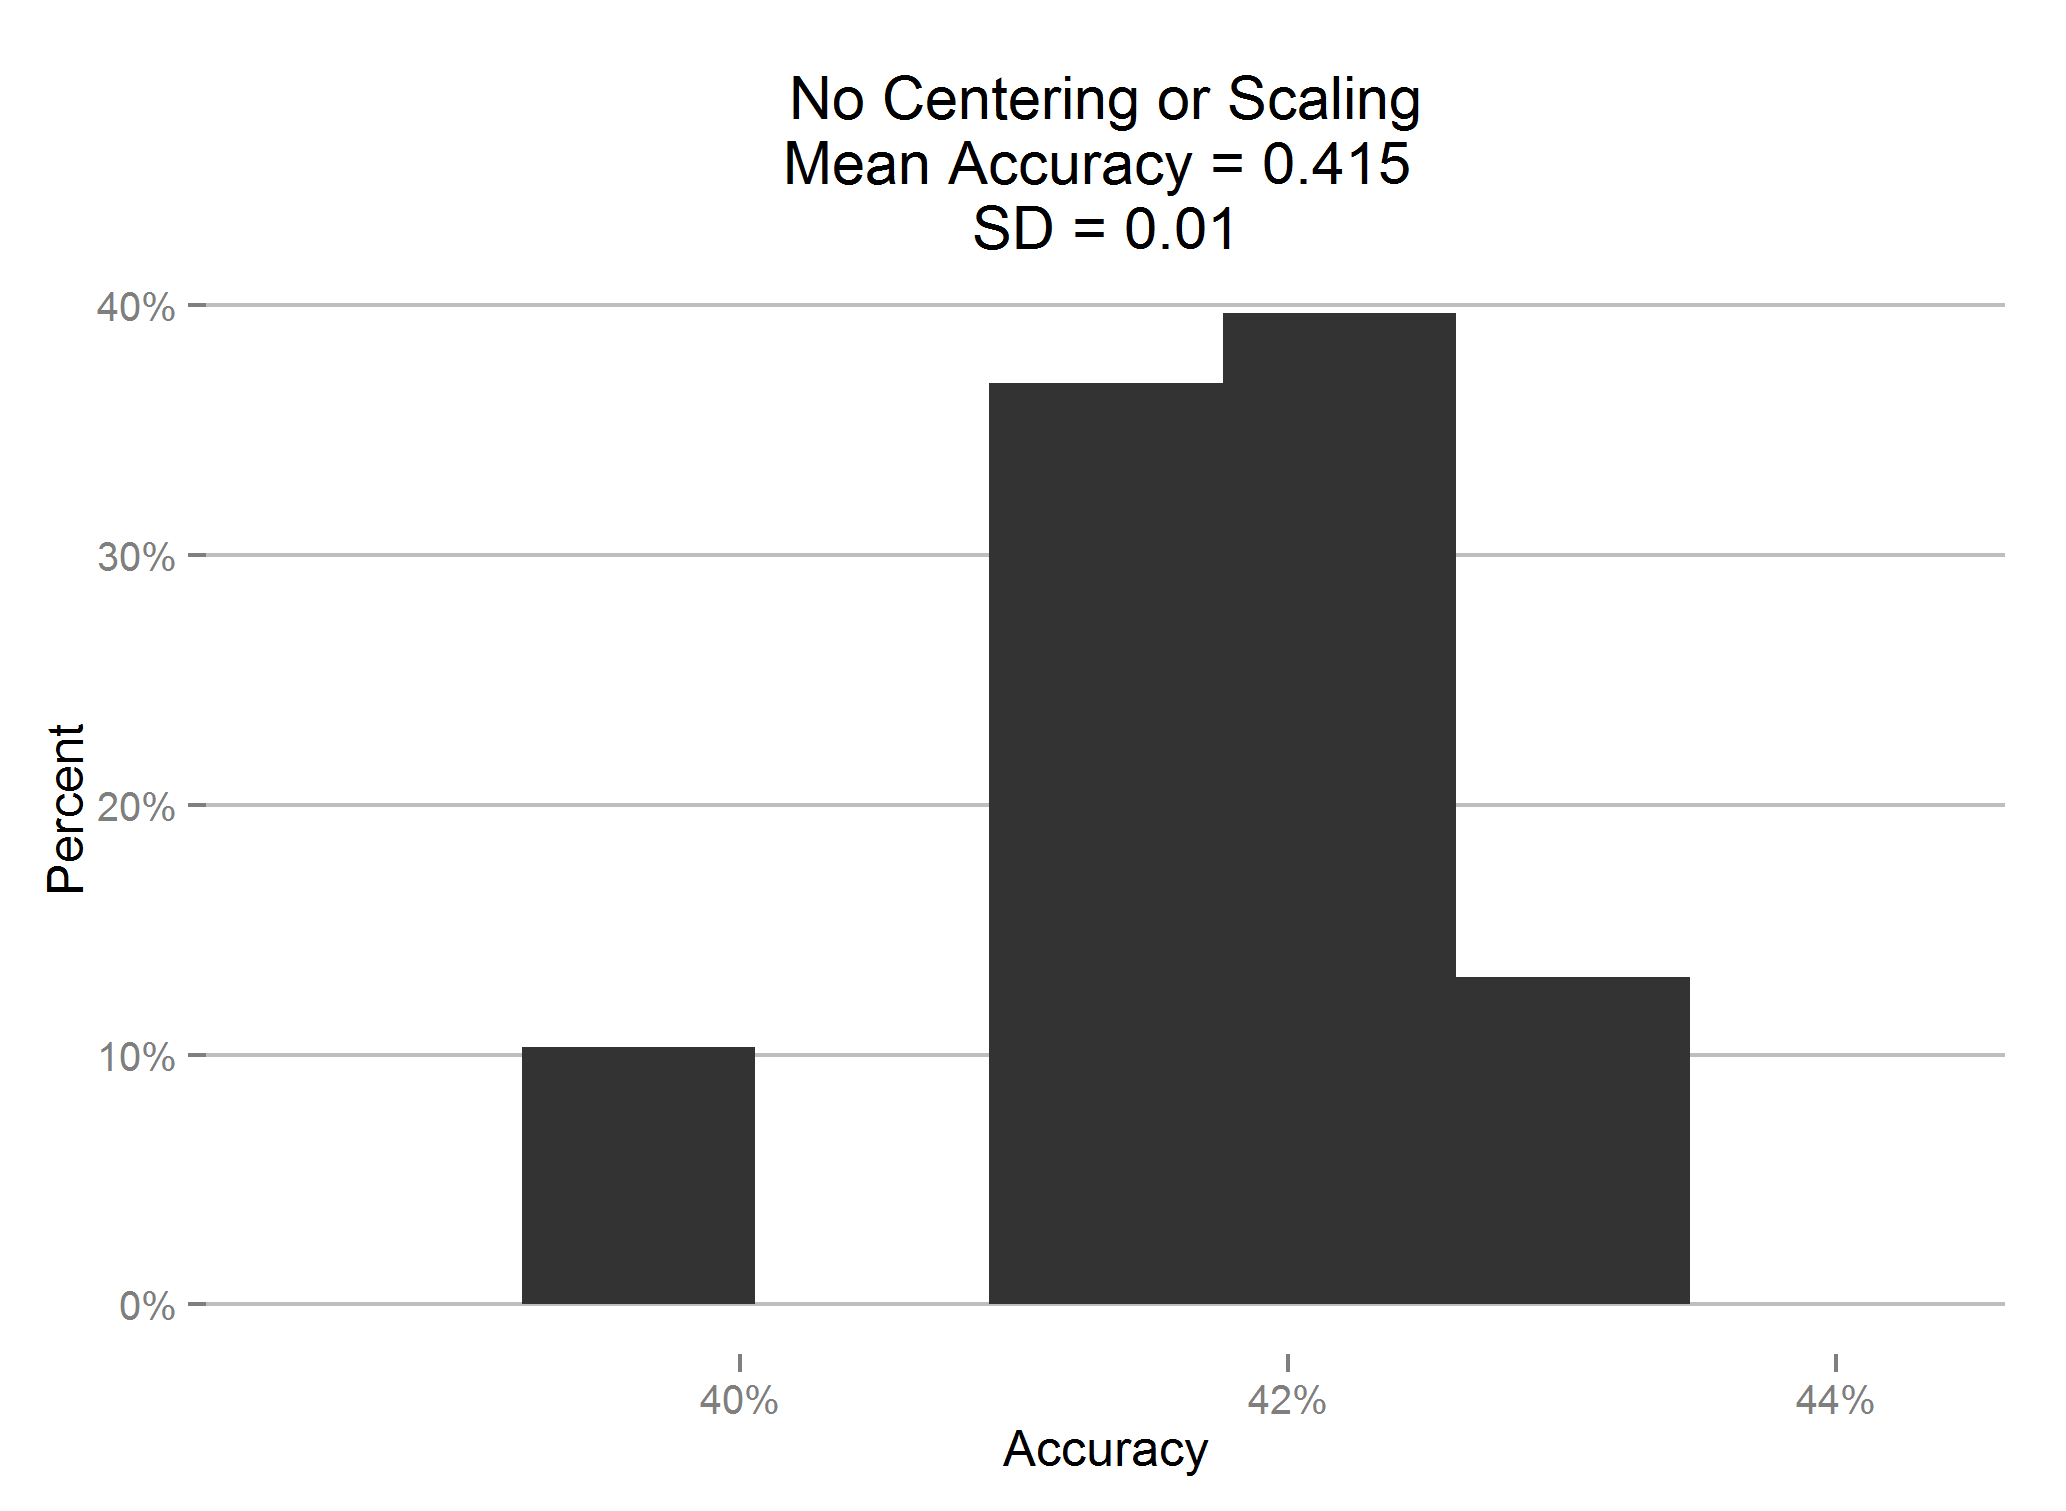 No Centering or Scaling
Mean Accuracy = 0.415
SD = 0.01
40%
30%
20%
10%
0%
Percent
40% 42% 44%
Accuracy